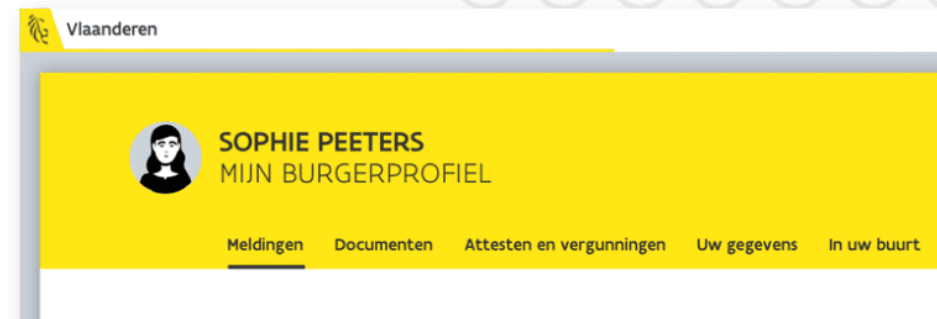 Vlaanderen
SOPHIE PEETERS
MIJN BURGERPROFIEL
Meldingen Documenten Attesten en vergunningen Uw gegevens In uw buurt